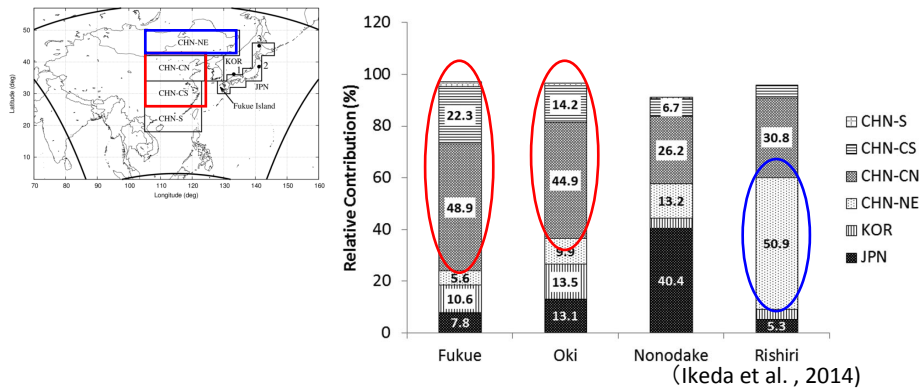 50
40
30
20
10
Latitude (deg)
70 80 90 100 110 120 130 140 150 160
Longitude (deg)
CHN-NE
CHN-CN
CHN-CS
CHN-S
KOR
JPN
1
2
3
Fukue Island
120
100
80
60
40
20
0
Relative Contribution (%)
22.3 14.2 6.7 30.8
48.9 44.9 26.2 50.9
5.6 9.9 13.2
10.6 13.5
7.8 13.1 40.4 5.3
Fukue Oki Nonodake Rishiri
CHN-S
CHN-CS
CHN-CN
CHN-NE
KOR
JPN
（Ikeda et al. , 2014)